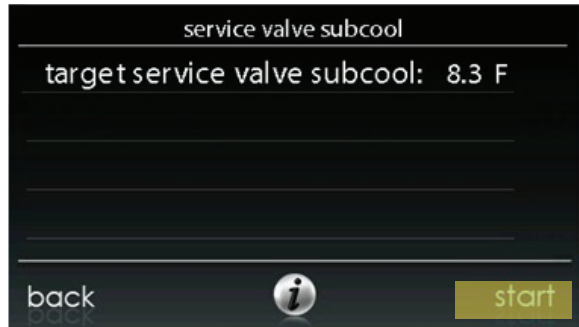 service valve subcool
target service valve subcool: 8.3 F
back i start